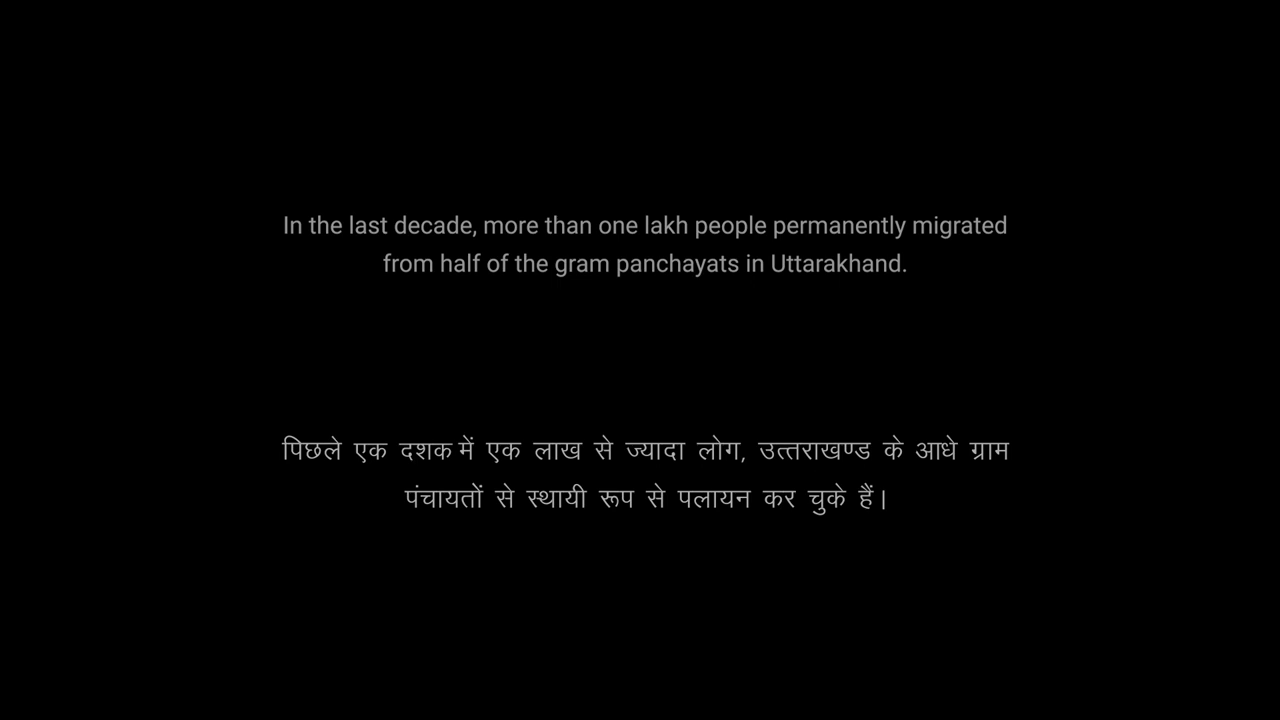 In the last decade, more than one lakh people permanently migrated
from half of the gram panchayats in Uttarakhand.
पिछले एक दशक में एक लाख से ज्यादा लोग, उत्तराखण्ड के आधे ग्राम
पंचायतों से स्थायी रूप से पलायन कर चुके हैं।